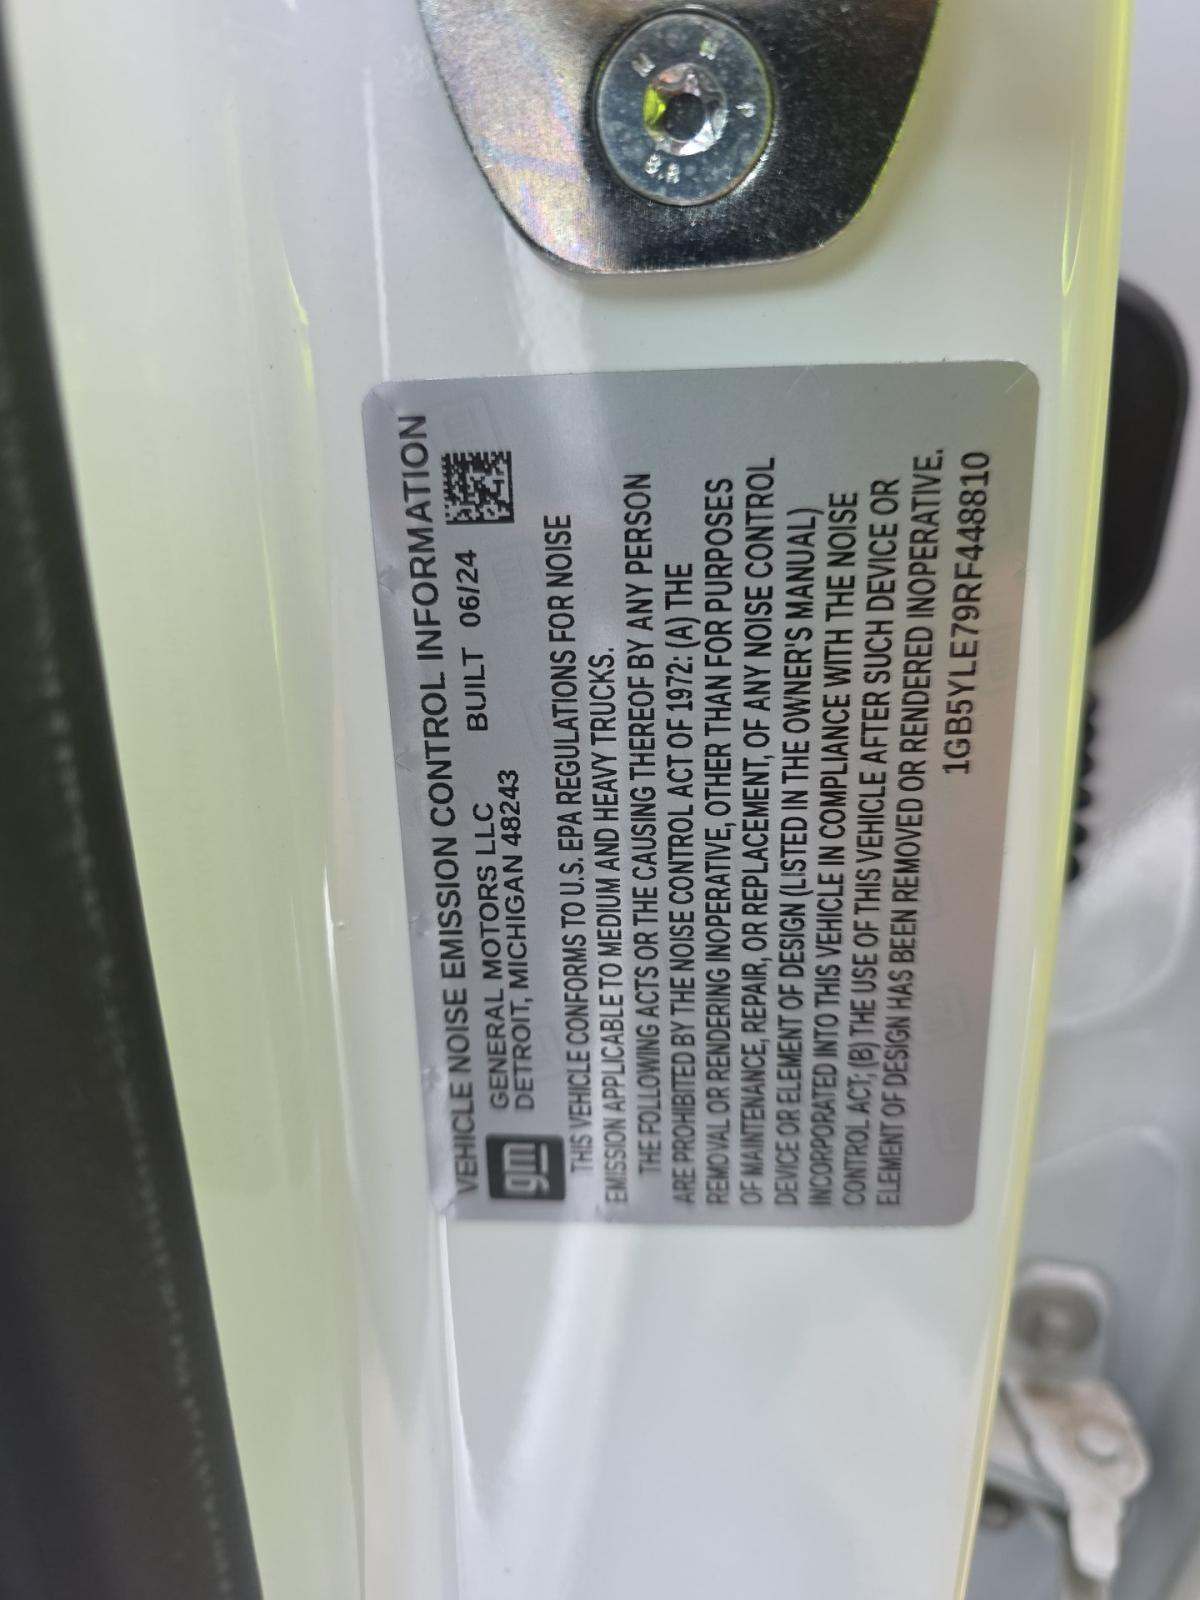 8.8
VEHICLE NOISE EMISSION CONTROL INFORMATION
gm
GENERAL MOTORS LLC BUILT 06/24
DETROIT, MICHIGAN 48243
THIS VEHICLE CONFORMS TO U.S. EPA REGULATIONS FOR NOISE
EMISSION APPLICABLE TO MEDIUM AND HEAVY TRUCKS.
THE FOLLOWING ACTS OR THE CAUSING THEREOF BY ANY PERSON
ARE PROHIBITED BY THE NOISE CONTROL ACT OF 1972: (A) THE
REMOVAL OR RENDERING INOPERATIVE, OTHER THAN FOR PURPOSES
OF MAINTENANCE, REPAIR, OR REPLACEMENT, OF ANY NOISE CONTROL
DEVICE OR ELEMENT OF DESIGN (LISTED IN THE OWNER'S MANUAL)
INCORPORATED INTO THIS VEHICLE IN COMPLIANCE WITH THE NOISE
CONTROL ACT; (B) THE USE OF THIS VEHICLE AFTER SUCH DEVICE OR
ELEMENT OF DESIGN HAS BEEN REMOVED OR RENDERED INOPERATIVE.
1GB5YLE79RF448810